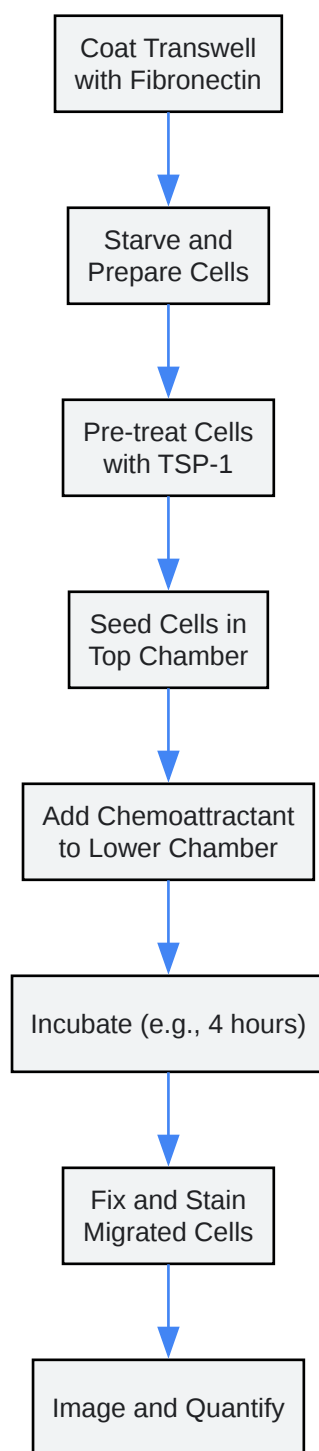 Coat Transwell
with Fibronectin
Starve and
Prepare Cells
Pre-treat Cells
with TSP-1
Seed Cells in
Top Chamber
Add Chemoattractant
to Lower Chamber
Incubate (e.g., 4 hours)
Fix and Stain
Migrated Cells
Image and Quantify